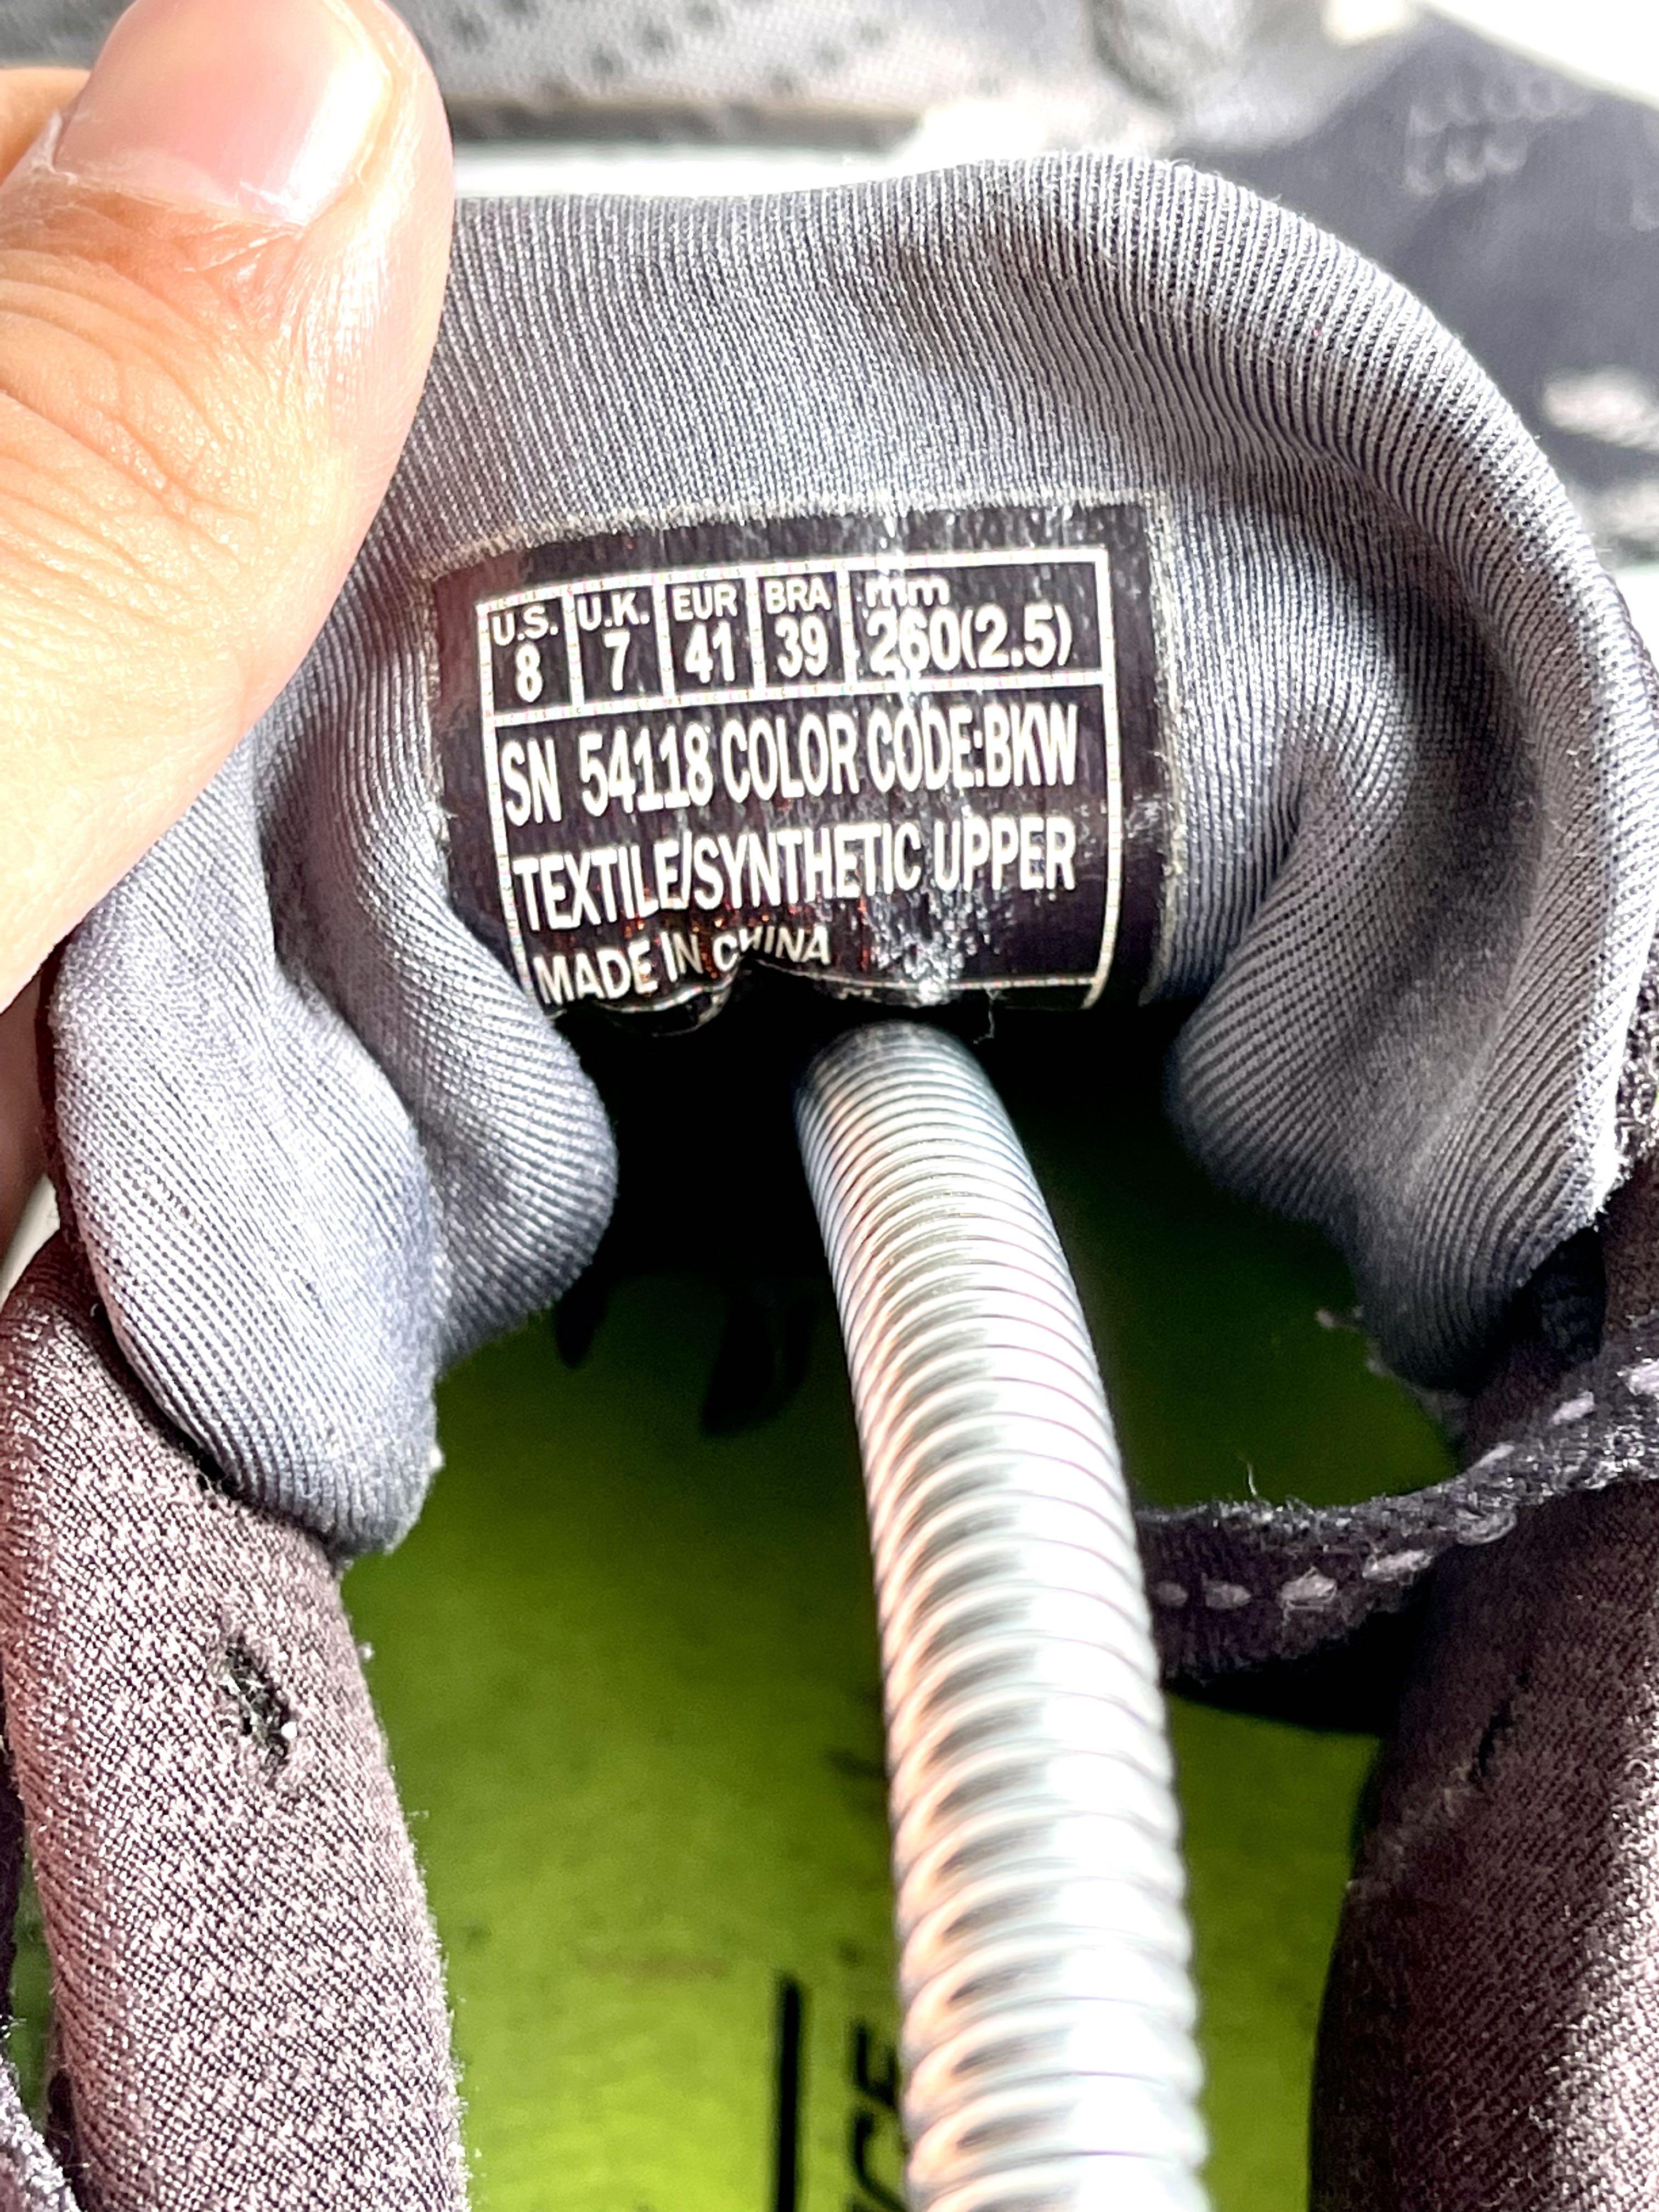 U.S. U.K. EUR BRA mm
8 7 41 39 260(2.5)
SN 54118 COLOR CODE:BKW
TEXTILE/SYNTHETIC UPPER
MADE IN CHINA